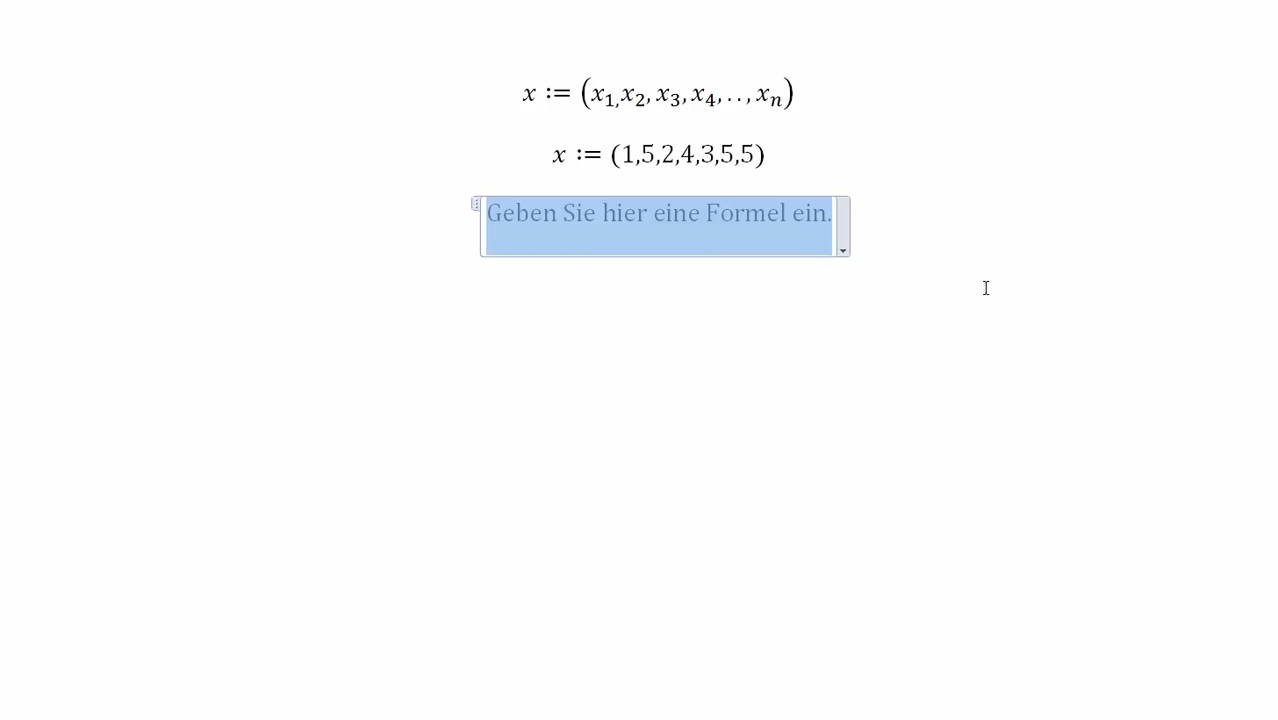 x := (x₁,x₂, x₃, x₄, . . , xₙ)
x := (1,5,2,4,3,5,5)
Geben Sie hier eine Formel ein.